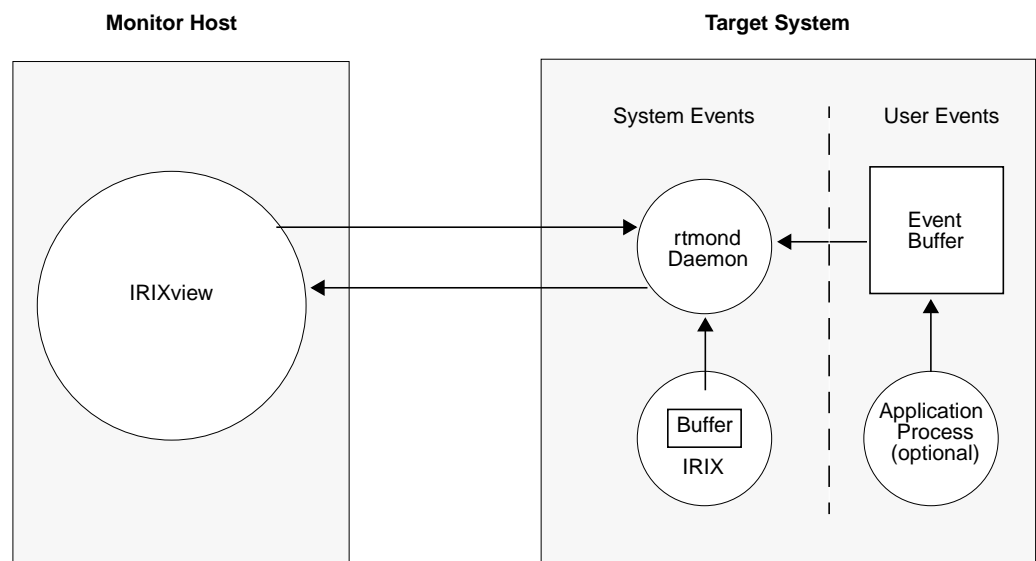 Monitor Host
Target System
System Events
User Events
IRIXview
rtmond
Daemon
Event
Buffer
Buffer
IRIX
Application
Process
(optional)